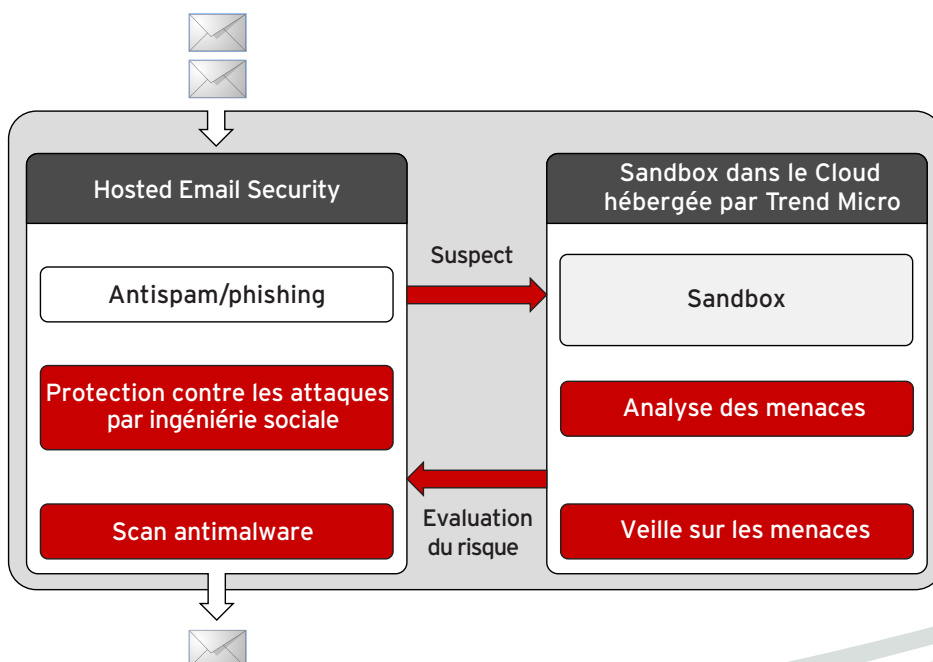 Hosted Email Security
Antispam/phishing
Protection contre les attaques
par ingéniérie sociale
Scan antimalware
Suspect
Evaluation
du risque
Sandbox dans le Cloud
hébergée par Trend Micro
Sandbox
Analyse des menaces
Veille sur les menaces